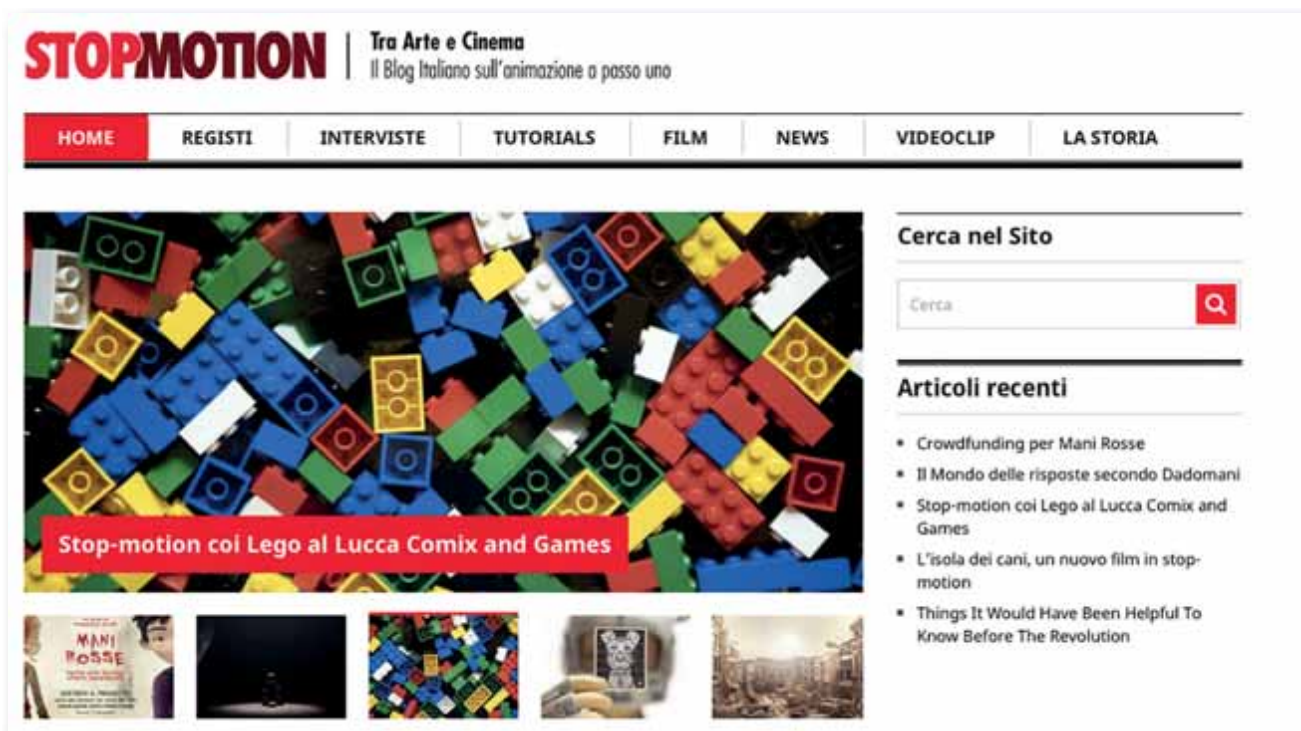 STOPMOTION
Tra Arte e Cinema
Il Blog Italiano sull'animazione a passo uno
HOME REGISTI INTERVISTE TUTORIALS FILM NEWS VIDEOCLIP LA STORIA
Stop-motion coi Lego al Lucca Comix and Games
MANI
ROSSE
Cerca nel Sito
Cerca
Articoli recenti
Crowdfunding per Mani Rosse
Il Mondo delle risposte secondo Dadomani
Stop-motion coi Lego al Lucca Comix and
Games
L'isola dei cani, un nuovo film in stop-
motion
Things It Would Have Been Helpful To
Know Before The Revolution